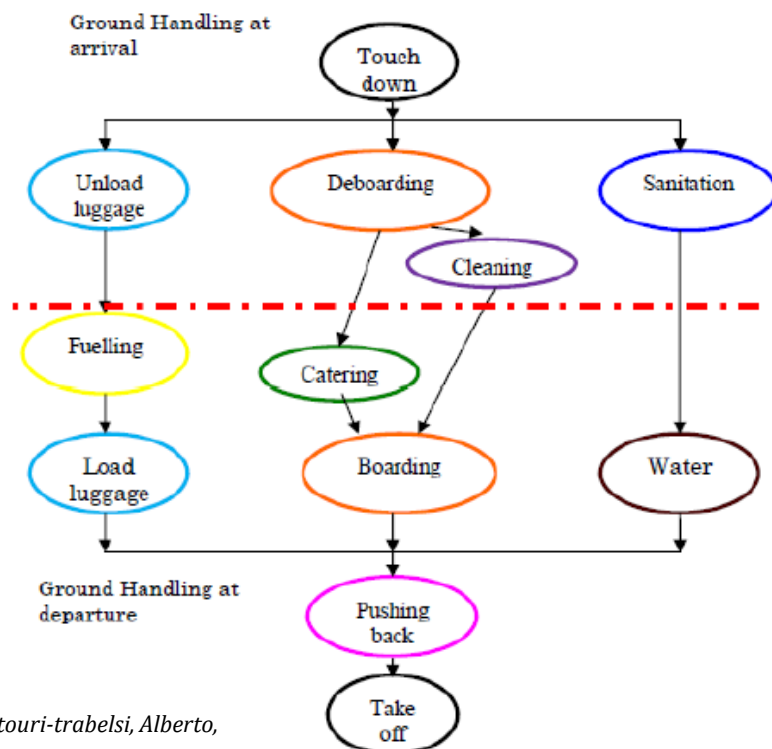 Ground Handling at
arrival
Touch
down
Unload
luggage
Deboarding
Sanitation
Cleaning
Fuelling
Catering
Load
luggage
Boarding
Water
Ground Handling at
departure
Pushing
back
Take
off
touri-trabelsi, Alberto,